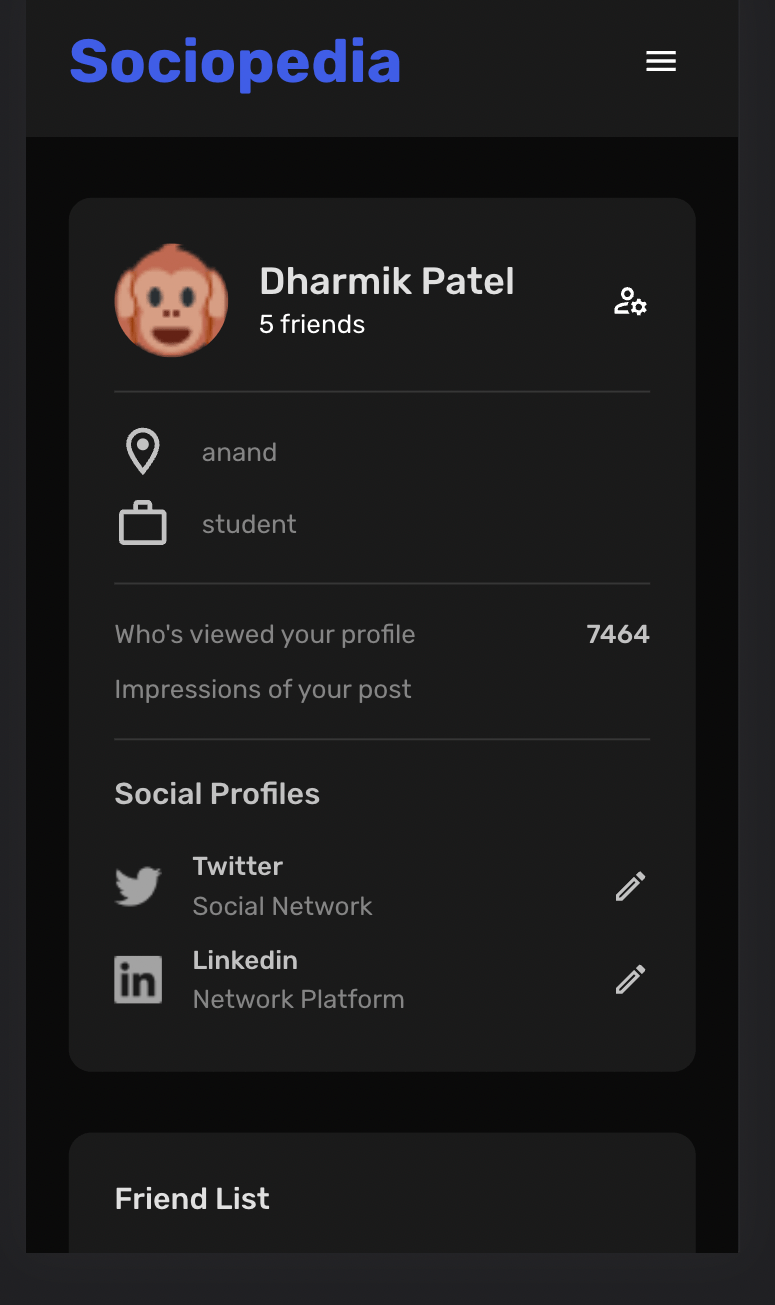 Sociopedia
Dharmik Patel
5 friends
anand
student
Who's viewed your profile 7464
Impressions of your post
Social Profiles
Twitter
Social Network
Linkedin
Network Platform
Friend List